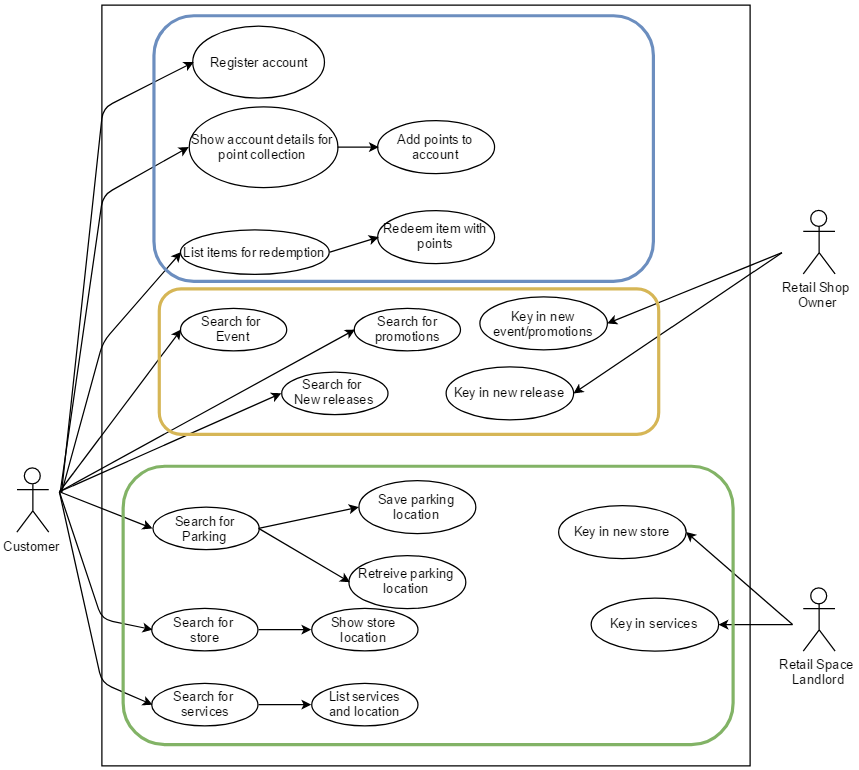 Register account
Show account details for
point collection
Add points to
account
List items for redemption
Redeem item with
points
Retail Shop
Owner
Search for
Event
Search for
promotions
Key in new
event/promotions
Search for
New releases
Key in new release
Customer
Search for
Parking
Save parking
location
Retreive parking
location
Key in new store
Search for
store
Show store
location
Key in services
Retail Space
Landlord
Search for
services
List services
and location